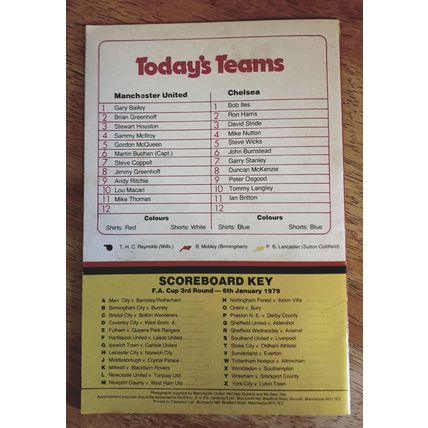 Today's Teams
Manchester United
1 Gary Bailey
2 Brian Greenhoff
3 Stewart Houston
4 Sammy McIlroy
5 Gordon McQueen
6 Martin Buchan (Capt.)
7 Steve Coppell
8 Jimmy Greenhoff
9 Andy Ritchie
10 Lou Macari
11 Mike Thomas
12
Colours
Shirts: Red Shorts: White
Chelsea
1 Bob Iles
2 Ron Harris
3 David Stride
4 Mike Nutton
5 Steve Wicks
6 John Bumstead
7 Garry Stanley
8 Duncan McKenzie
9 Peter Osgood
10 Tommy Langley
11 Ian Britton
12
Colours
Shirts: Blue Shorts: Blue
T. H. C. Reynolds (Wilts.) B. Mobley (Birmingham) P. B. Lancaster (Sutton Coldfield)
SCOREBOARD KEY
F.A. Cup 3rd Round — 6th January 1979
A Man. City v Barnsley/Rotherham
B Birmingham City v Burnley
C Bristol City v Bolton Wanderers
D Coventry City v West Brom. A.
E Fulham v. Queens Park Rangers
F Hartlepool United v Leeds United
G Ipswich Town v. Carlisle United
H Leicester City v. Norwich City
J Middlesbrough v. Crystal Palace
K Millwall v. Blackburn Rovers
L Newcastle United v. Torquay Utd.
M Newport County v. West Ham Utd
N Nottingham Forest v. Aston Villa
O Orient v. Bury
P Preston N. E. v. Derby County
Q Sheffield United v. Aldershot
R Sheffield Wednesday v. Arsenal
S Southend United v. Liverpool
T Stoke City v. Oldham Athletic
U Sunderland v. Everton
W Tottenham Hotspur v. Altrincham
X Wimbledon v. Southampton
Y Wrexham v. Stockport County
Z York City v. Luton Town